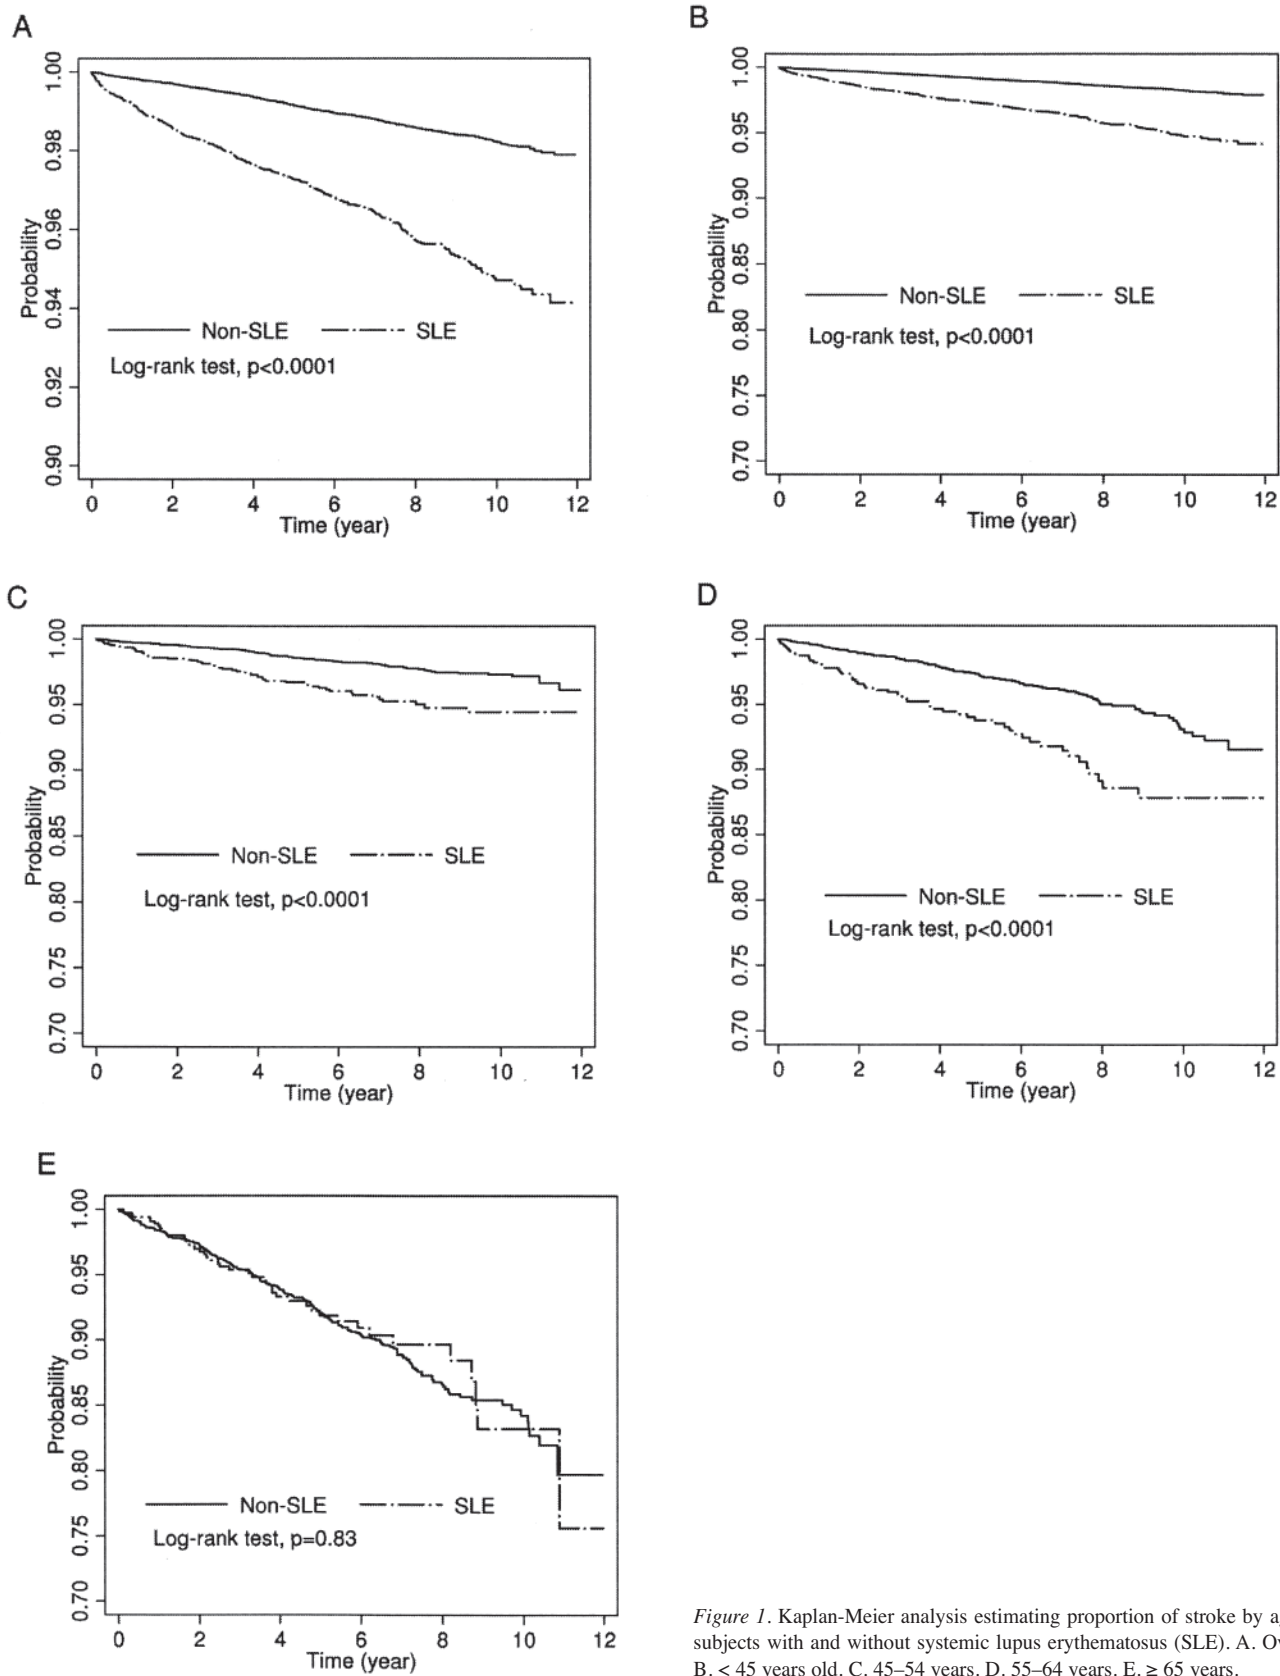 A
1.00
0.98
0.96
0.94
0.92
0.90
Probability
Non-SLE SLE
Log-rank test, p<0.0001
0 2 4 6 8 10 12
Time (year)
B
1.00
0.95
0.90
0.85
0.80
0.75
0.70
Probability
Non-SLE SLE
Log-rank test, p<0.0001
0 2 4 6 8 10 12
Time (year)
C
1.00
0.95
0.90
0.85
0.80
0.75
0.70
Probability
Non-SLE SLE
Log-rank test, p<0.0001
0 2 4 6 8 10 12
Time (year)
D
1.00
0.95
0.90
0.85
0.80
0.75
0.70
Probability
Non-SLE SLE
Log-rank test, p<0.0001
0 2 4 6 8 10 12
Time (year)
E
1.00
0.95
0.90
0.85
0.80
0.75
0.70
Probability
Non-SLE SLE
Log-rank test, p=0.83
0 2 4 6 8 10 12
Time (year)
Figure 1. Kaplan-Meier analysis estimating proportion of stroke by
subjects with and without systemic lupus erythematosus (SLE). A.
B. < 45 years old. C. 45–54 years. D. 55–64 years. E. ≥ 65 years.